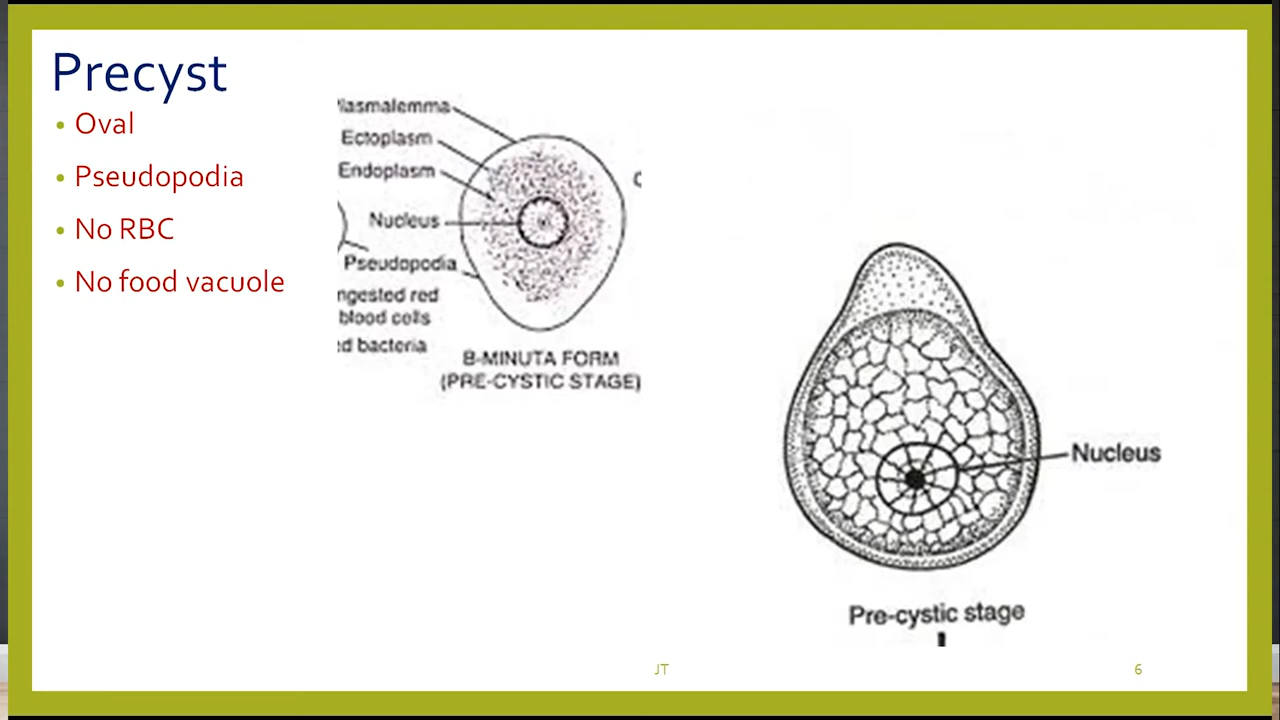 Precyst
• Oval
• Pseudopodia
• No RBC
• No food vacuole
lasmalemma
Ectoplasm
Endoplasm
Nucleus
Pseudopodia
ngested red
blood cells
ed bacteria
B-MINUTA FORM
(PRE-CYSTIC STAGE)
Nucleus
Pre-cystic stage
JT
6